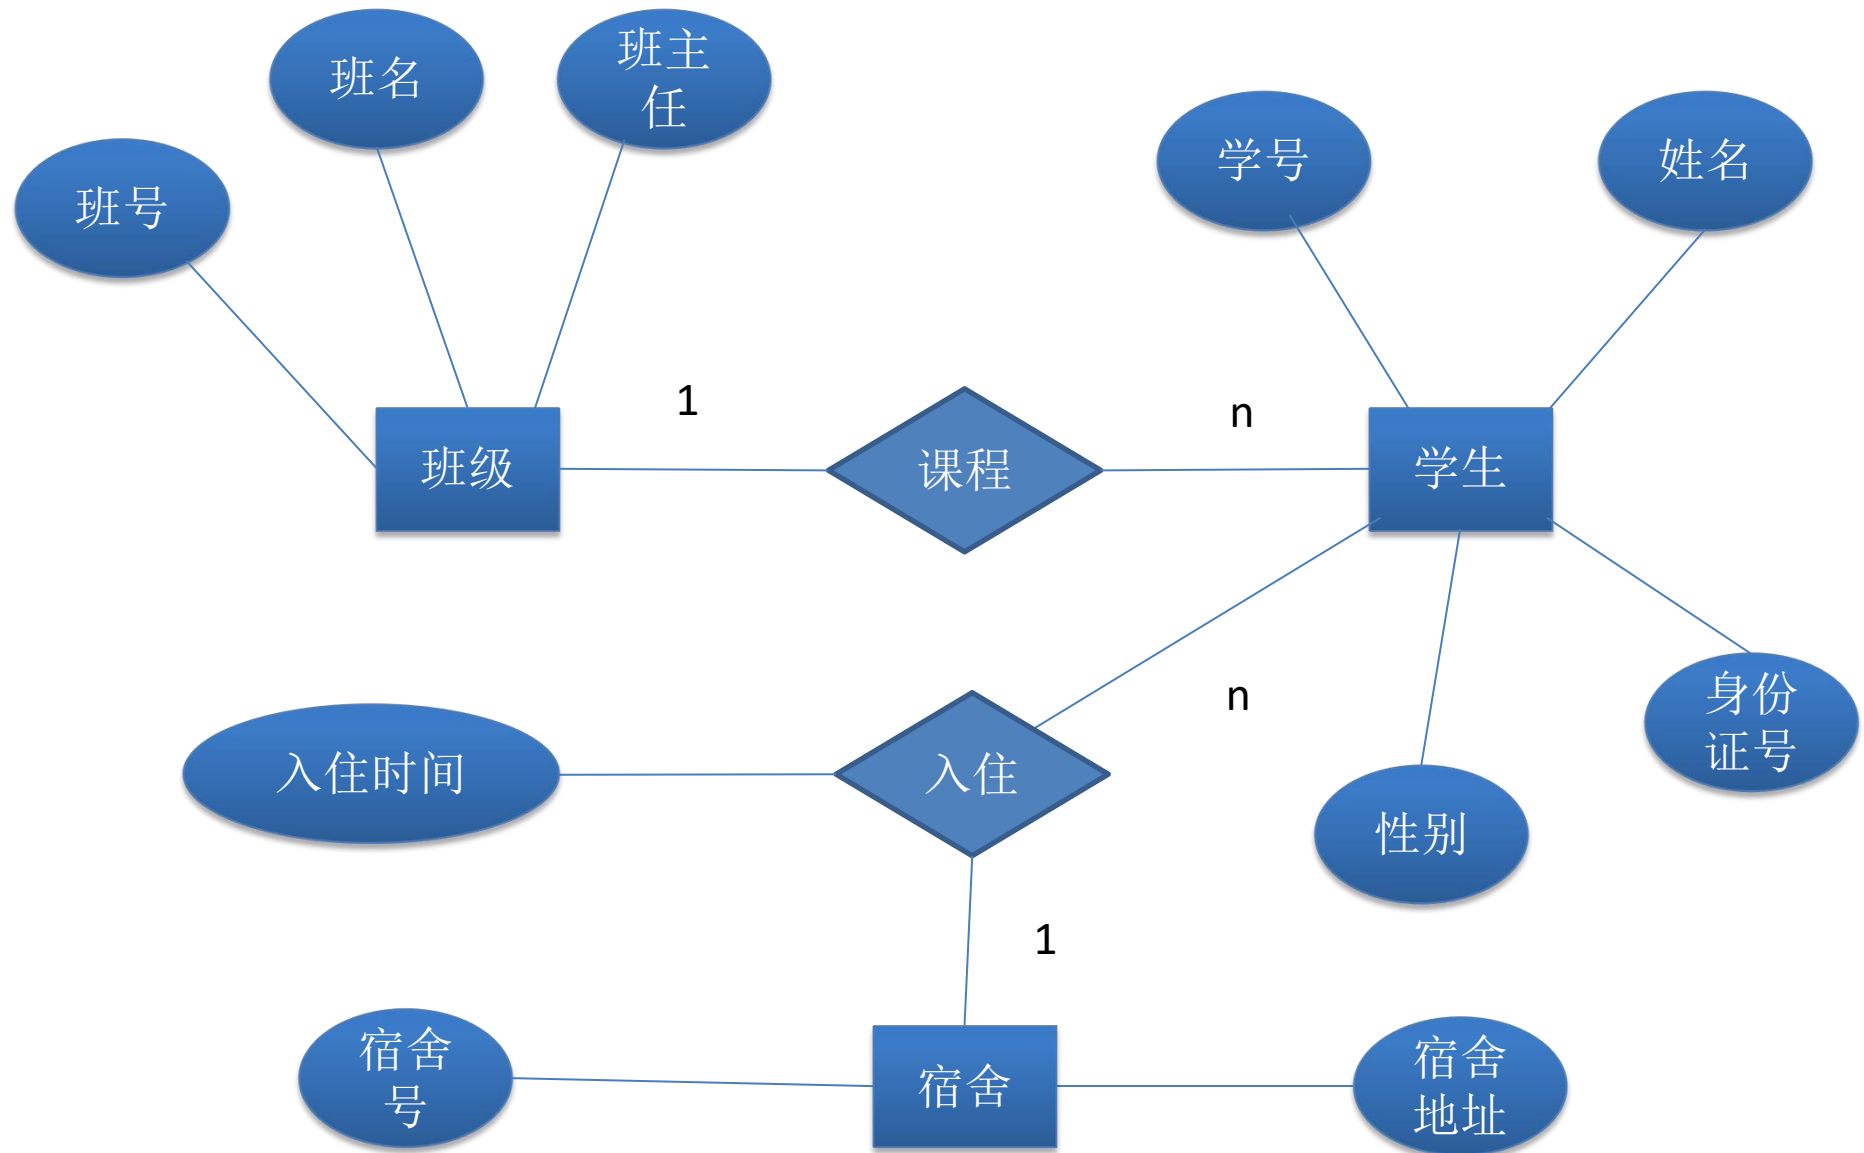 班名
班主
任
班号
学号
姓名
1
n
班级
课程
学生
n
身份
证号
入住时间
入住
性别
1
宿舍
号
宿舍
宿舍
地址